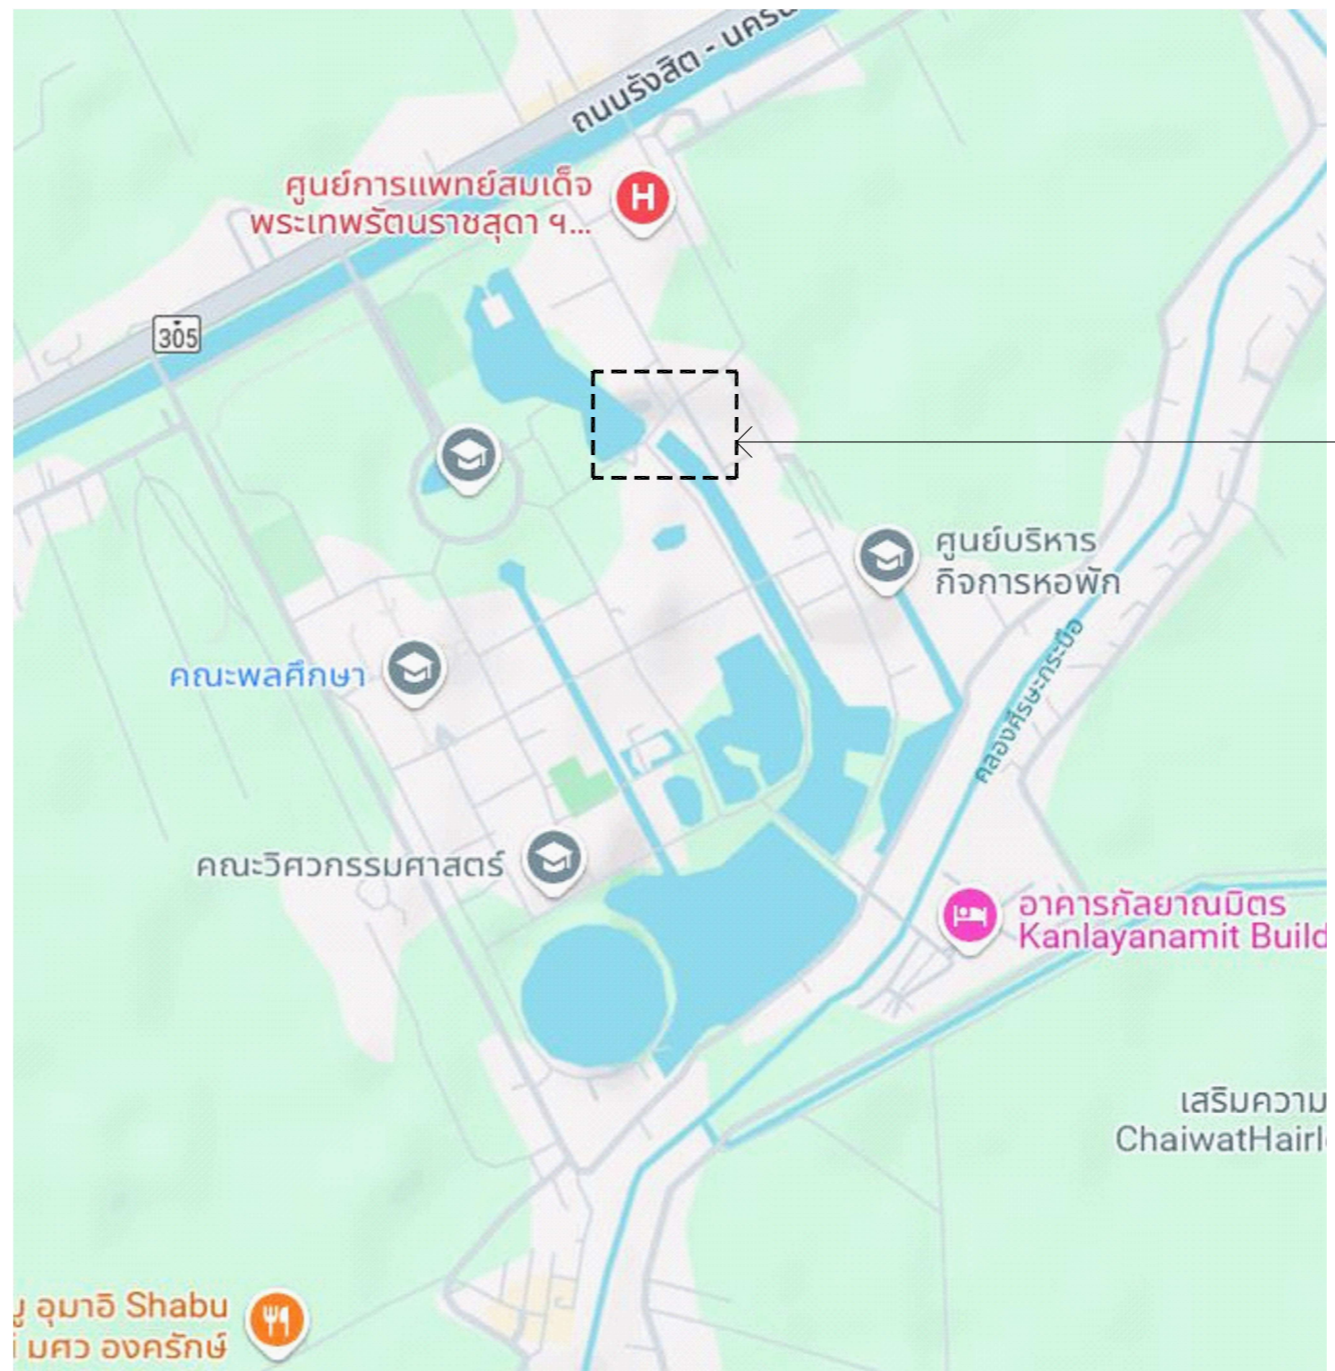 ถนนรังสิต - นคร
ศูนย์การแพทย์สมเด็จ
พระเทพรัตนราชสุดา ฯ...
H
305
ศูนย์บริหาร
กิจการหอพัก
คลองศีรษะกระบือ
คณะพลศึกษา
คณะวิศวกรรมศาสตร์
อาคารกัลยาณมิตร
Kanlayanamit Build
เสริมความ
ChaiwatHairl
อุมาอิ Shabu
มศว องครักษ์